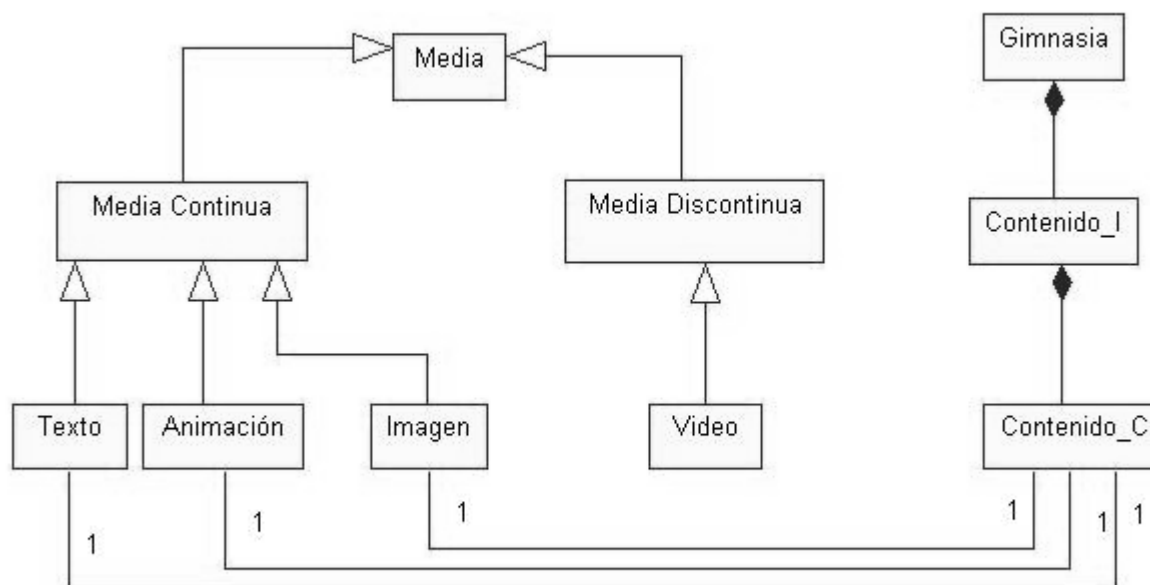 Media
Gimnasia
Media Continua
Media Discontinua
Contenido_I
Texto
Animación
Imagen
Video
Contenido_C
1
1
1
1
1
1